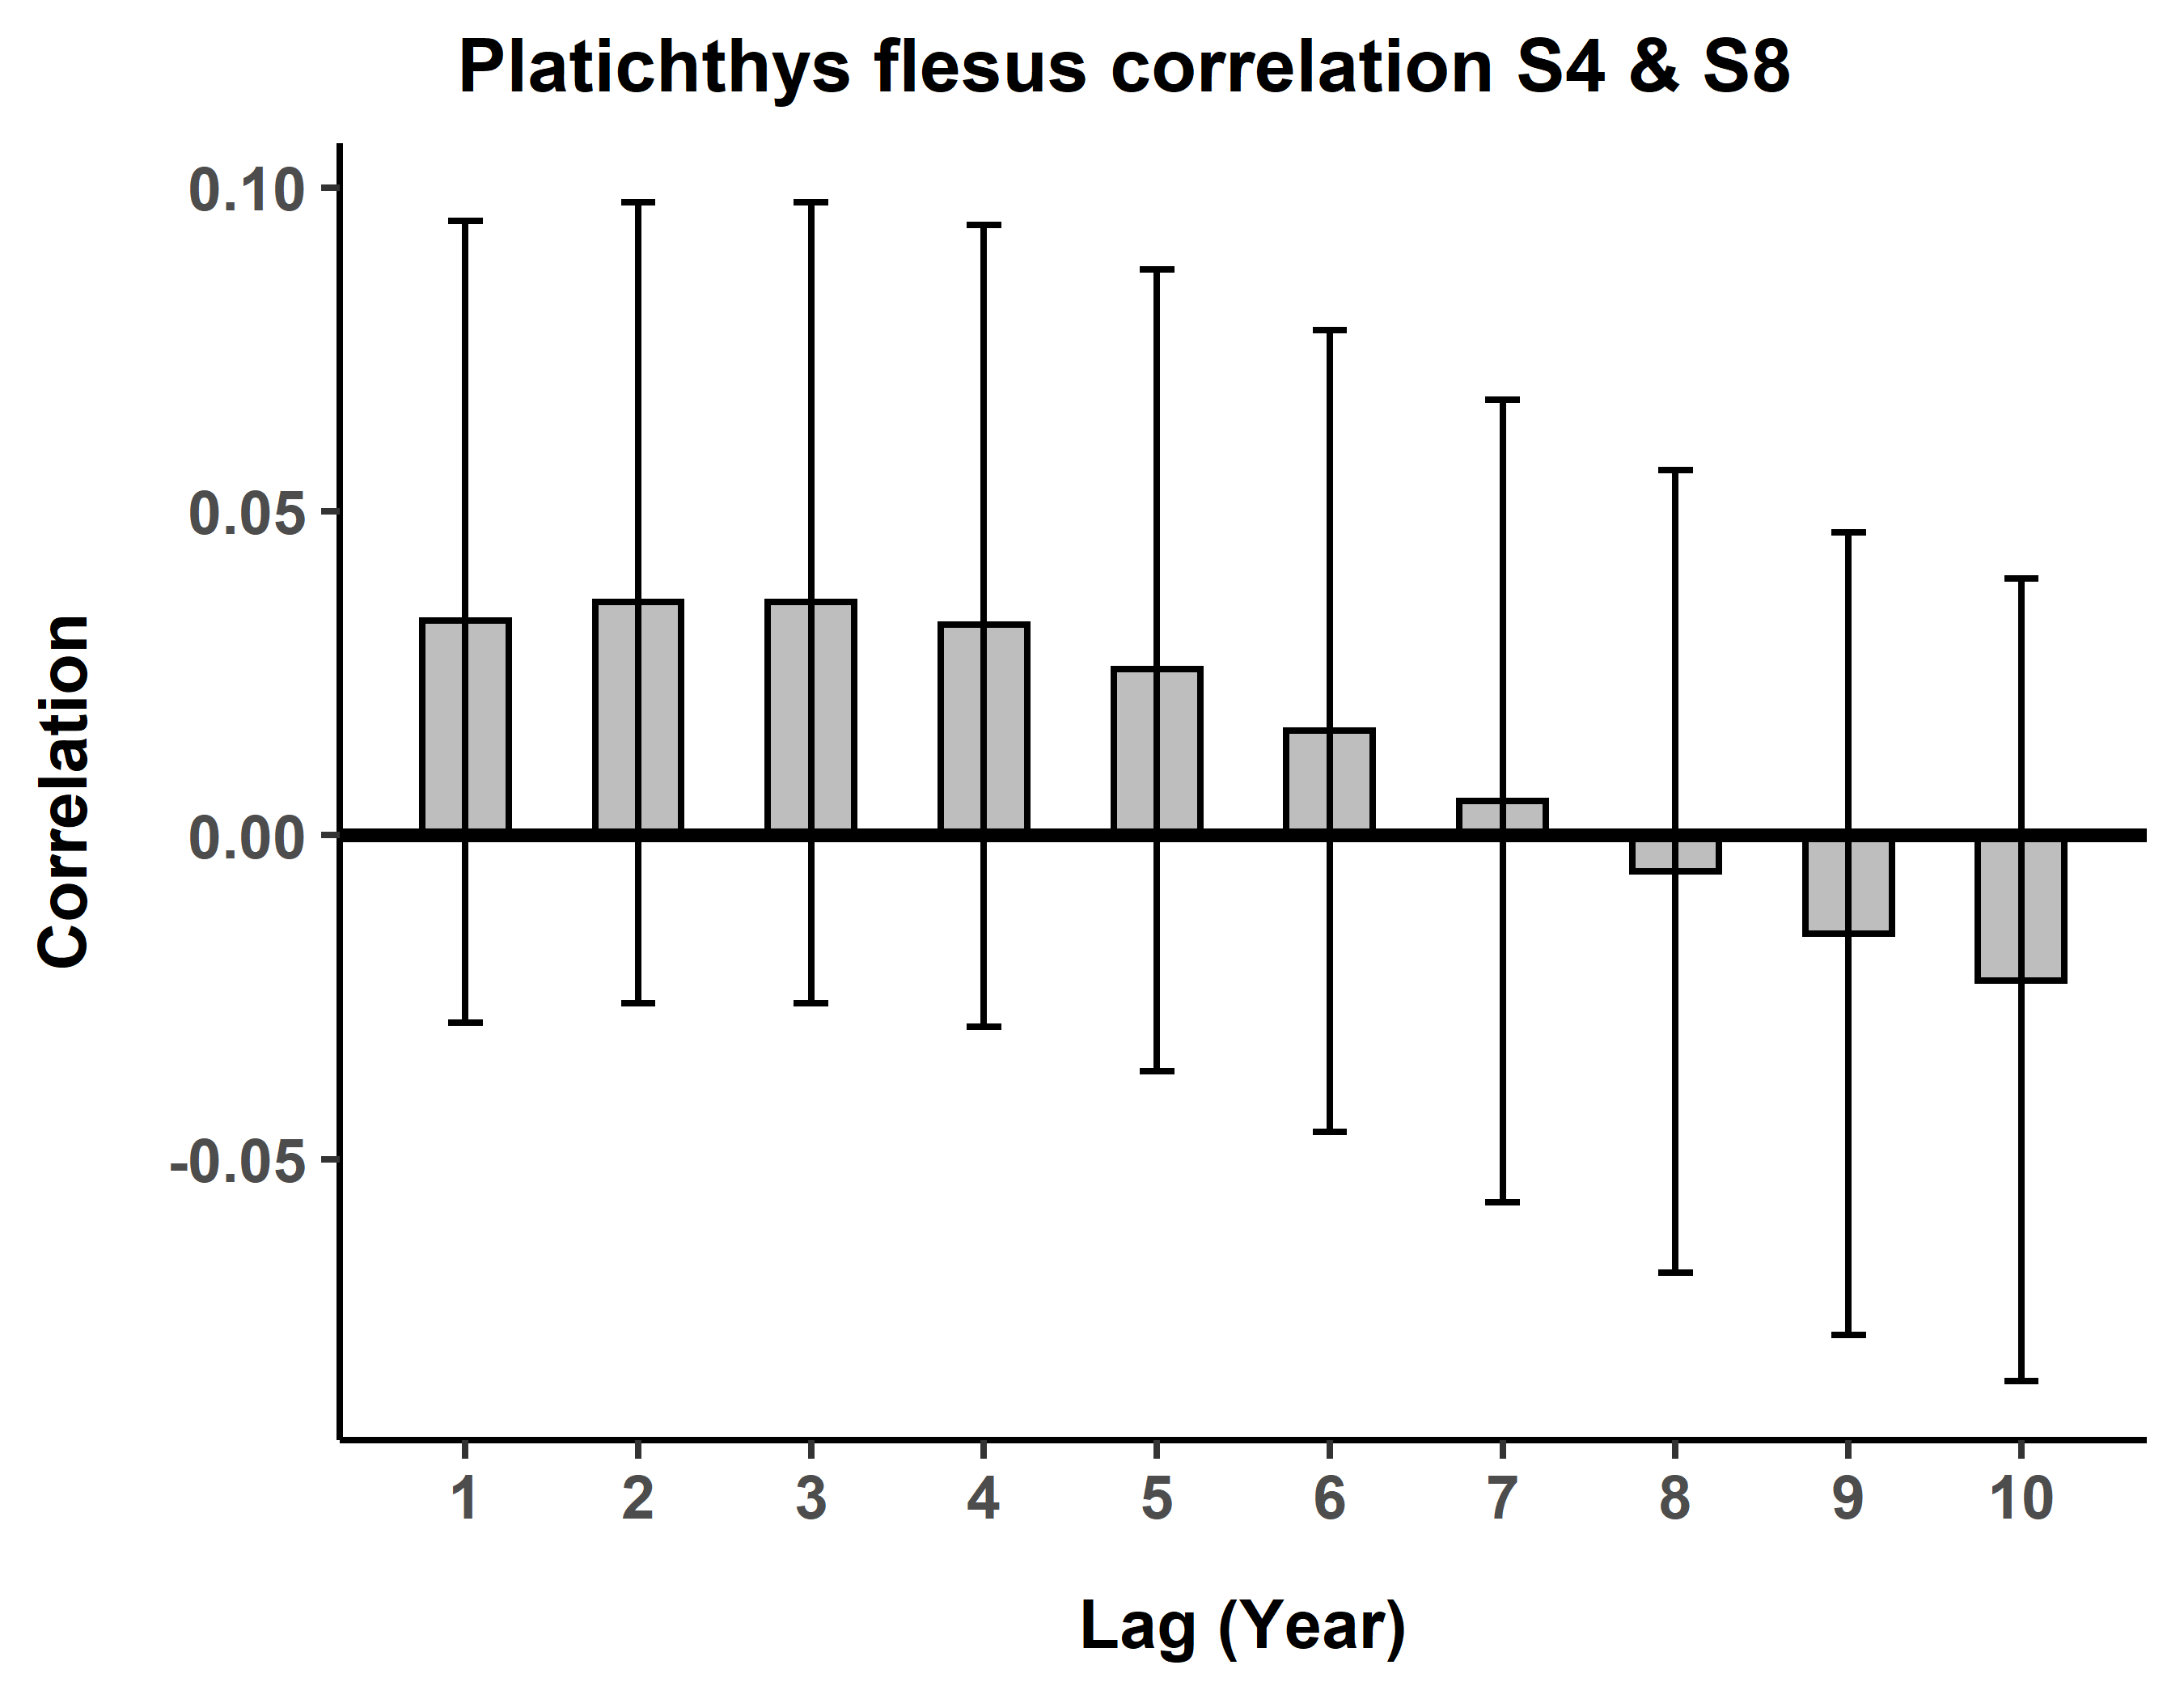 Platichthys flesus correlation S4 & S8
0.10
0.05
0.00
-0.05
Correlation
1 2 3 4 5 6 7 8 9 10
Lag (Year)